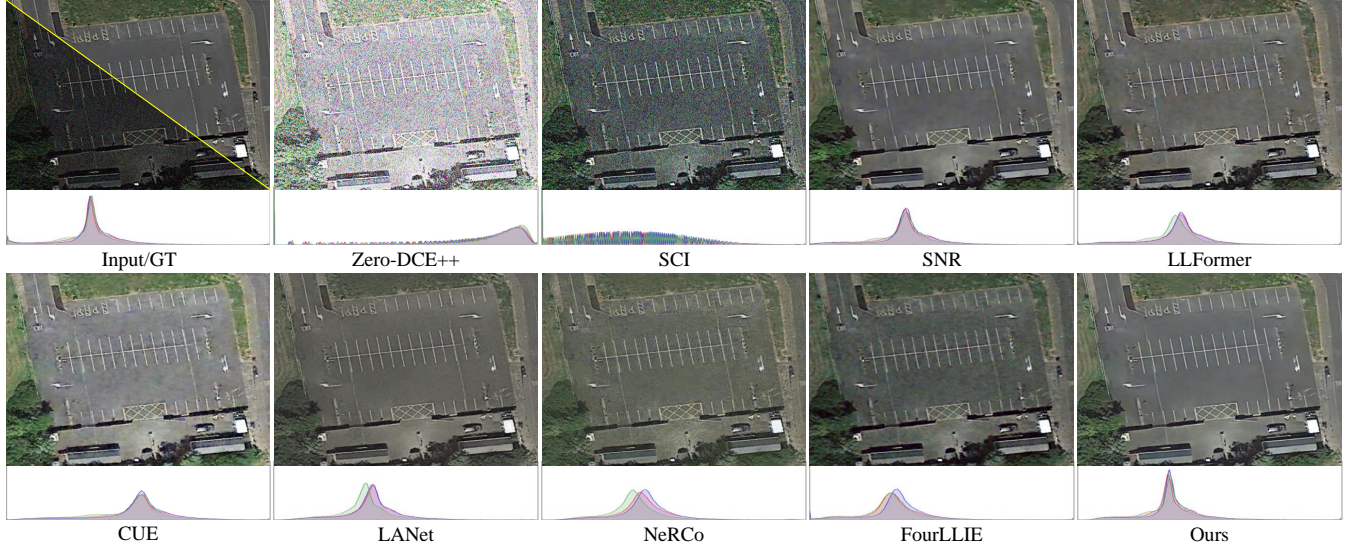 Input/GT
Zero-DCE++
SCI
SNR
LLFormer
CUE
LANet
NeRCo
FourLLIE
Ours